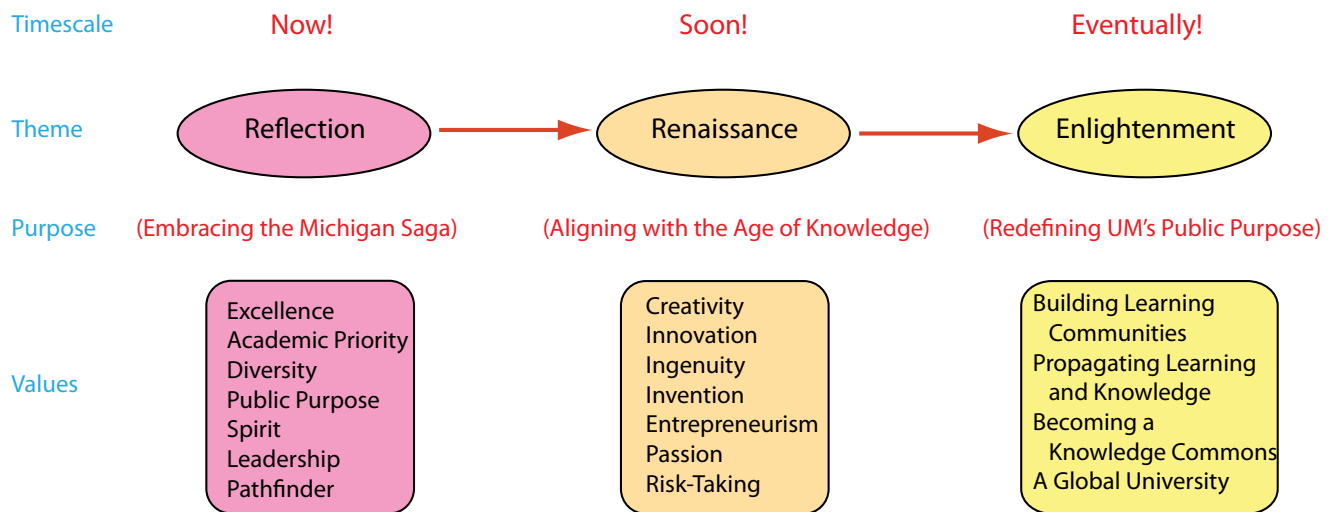 Timescale
Now!
Soon!
Eventually!
Theme
Reflection
Renaissance
Enlightenment
Purpose
(Embracing the Michigan Saga)
(Aligning with the Age of Knowledge)
(Redefining UM's Public Purpose)
Values
Excellence
Academic Priority
Diversity
Public Purpose
Spirit
Leadership
Pathfinder
Creativity
Innovation
Ingenuity
Invention
Entrepreneurism
Passion
Risk-Taking
Building Learning
Communities
Propagating Learning
and Knowledge
Becoming a
Knowledge Commons
A Global University